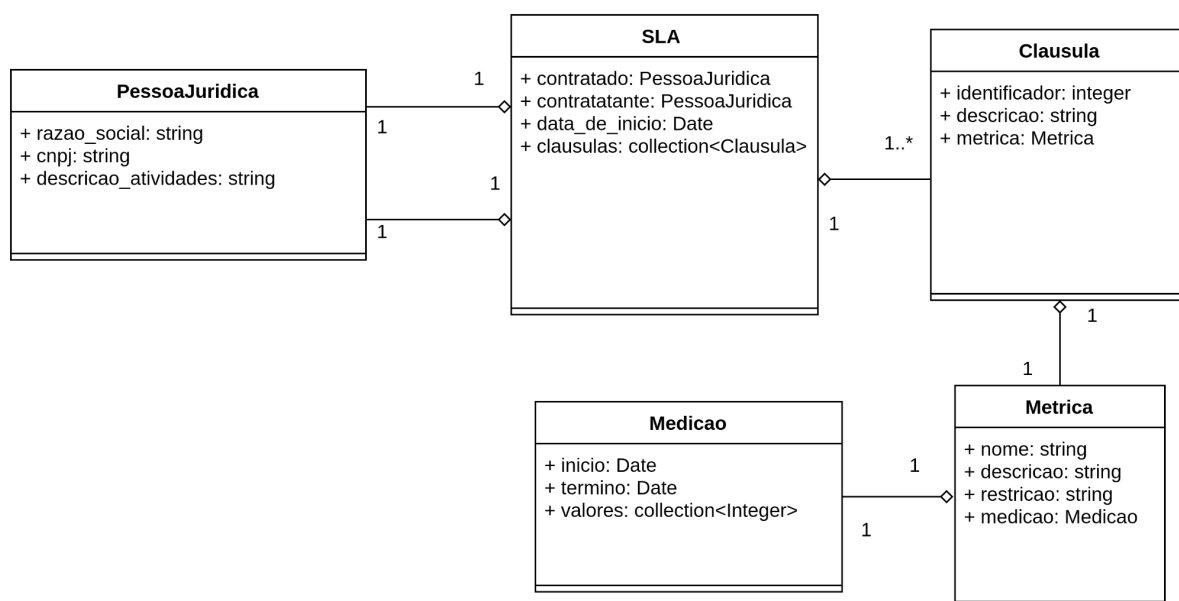 PessoaJuridica
+ razao_social: string
+ cnpj: string
+ descricao_atividades: string
1
1
1
1
SLA
+ contratado: PessoaJuridica
+ contratatante: PessoaJuridica
+ data_de_inicio: Date
+ clausulas: collection<Clausula>
1..*
1
Clausula
+ identificador: integer
+ descricao: string
+ metrica: Metrica
1
1
Medicao
+ inicio: Date
+ termino: Date
+ valores: collection<Integer>
1
1
Metrica
+ nome: string
+ descricao: string
+ restricao: string
+ medicao: Medicao